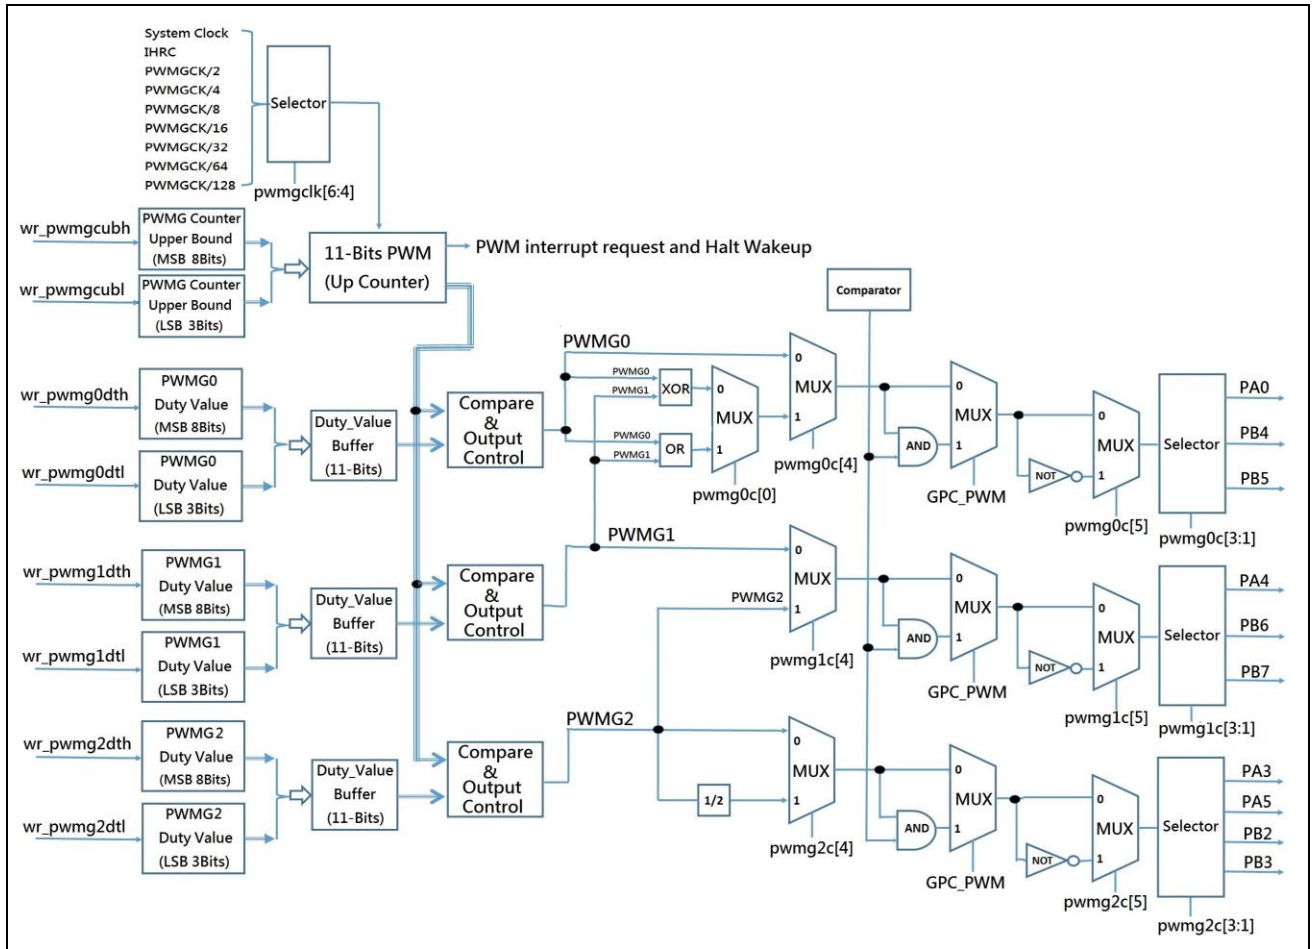 System Clock
IHRC
PWMGCK/2
PWMGCK/4
PWMGCK/8
PWMGCK/16
PWMGCK/32
PWMGCK/64
PWMGCK/128
Selector
pwmgclk[6:4]
wr_pwmgcubh
PWMG Counter
Upper Bound
(MSB 8Bits)
wr_pwmgcubl
PWMG Counter
Upper Bound
(LSB 3Bits)
11-Bits PWM
(Up Counter)
PWM interrupt request and Halt Wakeup
Comparator
wr_pwmg0dth
PWMG0
Duty Value
(MSB 8Bits)
wr_pwmg0dtl
PWMG0
Duty Value
(LSB 3Bits)
Duty_Value
Buffer
(11-Bits)
Compare
&
Output
Control
PWMG0
PWMG0
PWMG1
XOR
PWMG0
PWMG1
OR
0
MUX
1
pwmg0c[0]
0
MUX
1
pwmg0c[4]
AND
0
MUX
1
GPC_PWM
NOT
0
MUX
1
pwmg0c[5]
Selector
pwmg0c[3:1]
PA0
PB4
PB5
wr_pwmg1dth
PWMG1
Duty Value
(MSB 8Bits)
wr_pwmg1dtl
PWMG1
Duty Value
(LSB 3Bits)
Duty_Value
Buffer
(11-Bits)
Compare
&
Output
Control
PWMG1
PWMG2
0
MUX
1
pwmg1c[4]
AND
0
MUX
1
GPC_PWM
NOT
0
MUX
1
pwmg1c[5]
Selector
pwmg1c[3:1]
PA4
PB6
PB7
wr_pwmg2dth
PWMG2
Duty Value
(MSB 8Bits)
wr_pwmg2dtl
PWMG2
Duty Value
(LSB 3Bits)
Duty_Value
Buffer
(11-Bits)
Compare
&
Output
Control
PWMG2
1/2
0
MUX
1
pwmg2c[4]
AND
0
MUX
1
GPC_PWM
NOT
0
MUX
1
pwmg2c[5]
Selector
pwmg2c[3:1]
PA3
PA5
PB2
PB3